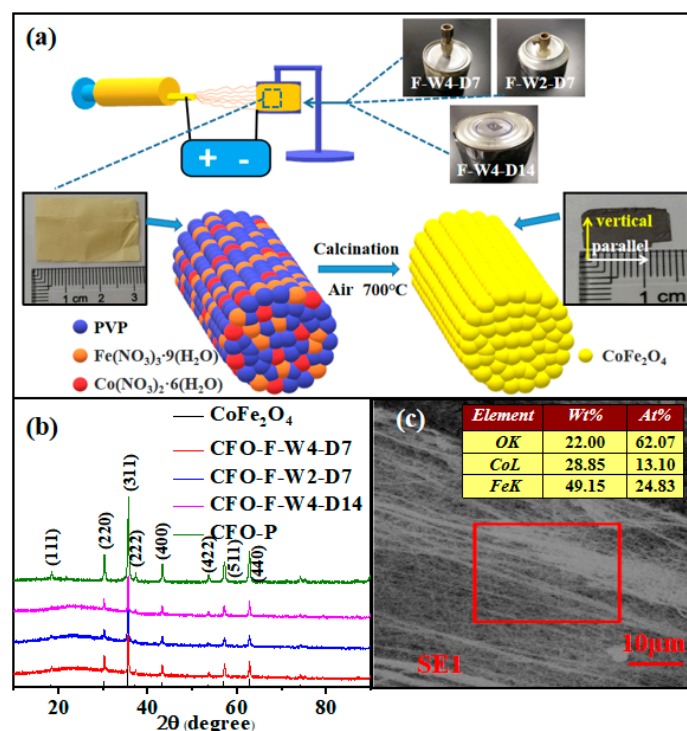 (a)
F-W4-D7
F-W2-D7
F-W4-D14
+ -
1 cm 2 3
Calcination
Air 700℃
vertical
parallel
1 cm
PVP
Fe(NO₃)₃·9(H₂O)
Co(NO₃)₂·6(H₂O)
CoFe₂O₄
(b)
CoFe₂O₄
CFO-F-W4-D7
CFO-F-W2-D7
CFO-F-W4-D14
CFO-P
(111)
(220)
(311)
(222)
(400)
(422)
(511)
(440)
20 40 60 80
2θ (degree)
(c)
Element Wt% At%
OK 22.00 62.07
CoL 28.85 13.10
FeK 49.15 24.83
SE1
10μm